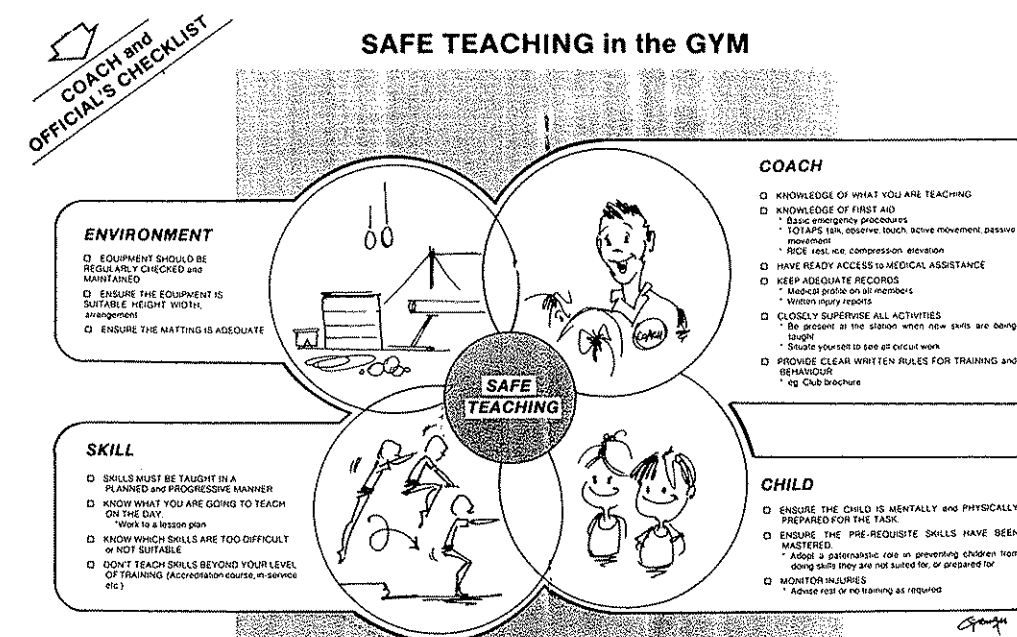 COACH and
OFFICIAL'S CHECKLIST
SAFE TEACHING in the GYM
ENVIRONMENT
EQUIPMENT SHOULD BE
REGULARLY CHECKED and
MAINTAINED
ENSURE THE EQUIPMENT IS
SUITABLE HEIGHT WIDTH,
arrangement
ENSURE THE MATTING IS ADEQUATE
COACH
KNOWLEDGE OF WHAT YOU ARE TEACHING
KNOWLEDGE OF FIRST AID
* Basic emergency procedures
* TOTAPS talk, observe, touch, active movement, passive
movement
* RICE rest, ice, compression, elevation
HAVE READY ACCESS to MEDICAL ASSISTANCE
KEEP ADEQUATE RECORDS
* Medical profile on all members
* Written injury reports
CLOSELY SUPERVISE ALL ACTIVITIES
* Be present at the station when new skills are being
taught
* Situate yourself to see all circuit work
PROVIDE CLEAR WRITTEN RULES FOR TRAINING and
BEHAVIOUR
* eg. Club brochure
COACH
SAFE
TEACHING
SKILL
SKILLS MUST BE TAUGHT IN A
PLANNED and PROGRESSIVE MANNER
KNOW WHAT YOU ARE GOING TO TEACH
ON THE DAY.
*Work to a lesson plan
KNOW WHICH SKILLS ARE TOO DIFFICULT
or NOT SUITABLE
DON'T TEACH SKILLS BEYOND YOUR LEVEL
OF TRAINING (Accreditation course, in-service
etc.)
CHILD
ENSURE THE CHILD IS MENTALLY and PHYSICALLY
PREPARED FOR THE TASK.
ENSURE THE PRE-REQUISITE SKILLS HAVE BEEN
MASTERED.
* Adopt a paternalistic role in preventing children from
doing skills they are not suited for, or prepared for
MONITOR INJURIES
* Advise rest or no training as required